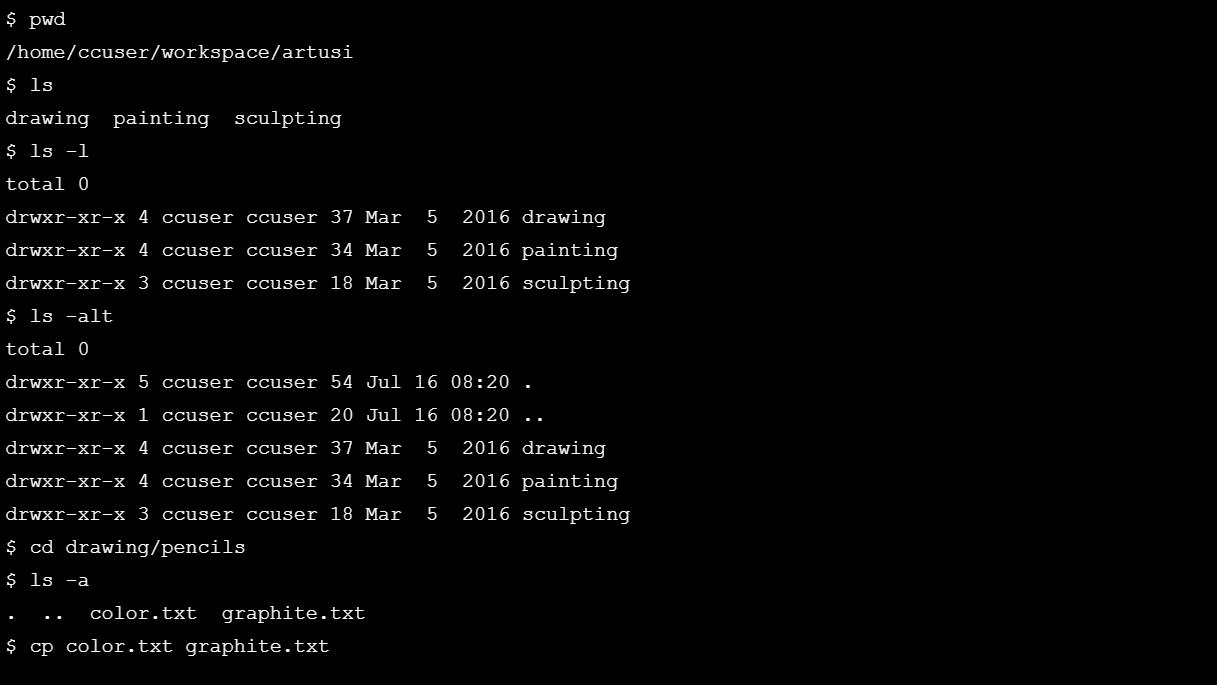 $ pwd
/home/ccuser/workspace/artusi
$ ls
drawing  painting  sculpting
$ ls -l
total 0
drwxr-xr-x 4 ccuser ccuser 37 Mar  5  2016 drawing
drwxr-xr-x 4 ccuser ccuser 34 Mar  5  2016 painting
drwxr-xr-x 3 ccuser ccuser 18 Mar  5  2016 sculpting
$ ls -alt
total 0
drwxr-xr-x 5 ccuser ccuser 54 Jul 16 08:20 .
drwxr-xr-x 1 ccuser ccuser 20 Jul 16 08:20 ..
drwxr-xr-x 4 ccuser ccuser 37 Mar  5  2016 drawing
drwxr-xr-x 4 ccuser ccuser 34 Mar  5  2016 painting
drwxr-xr-x 3 ccuser ccuser 18 Mar  5  2016 sculpting
$ cd drawing/pencils
$ ls -a
.  ..  color.txt  graphite.txt
$ cp color.txt graphite.txt